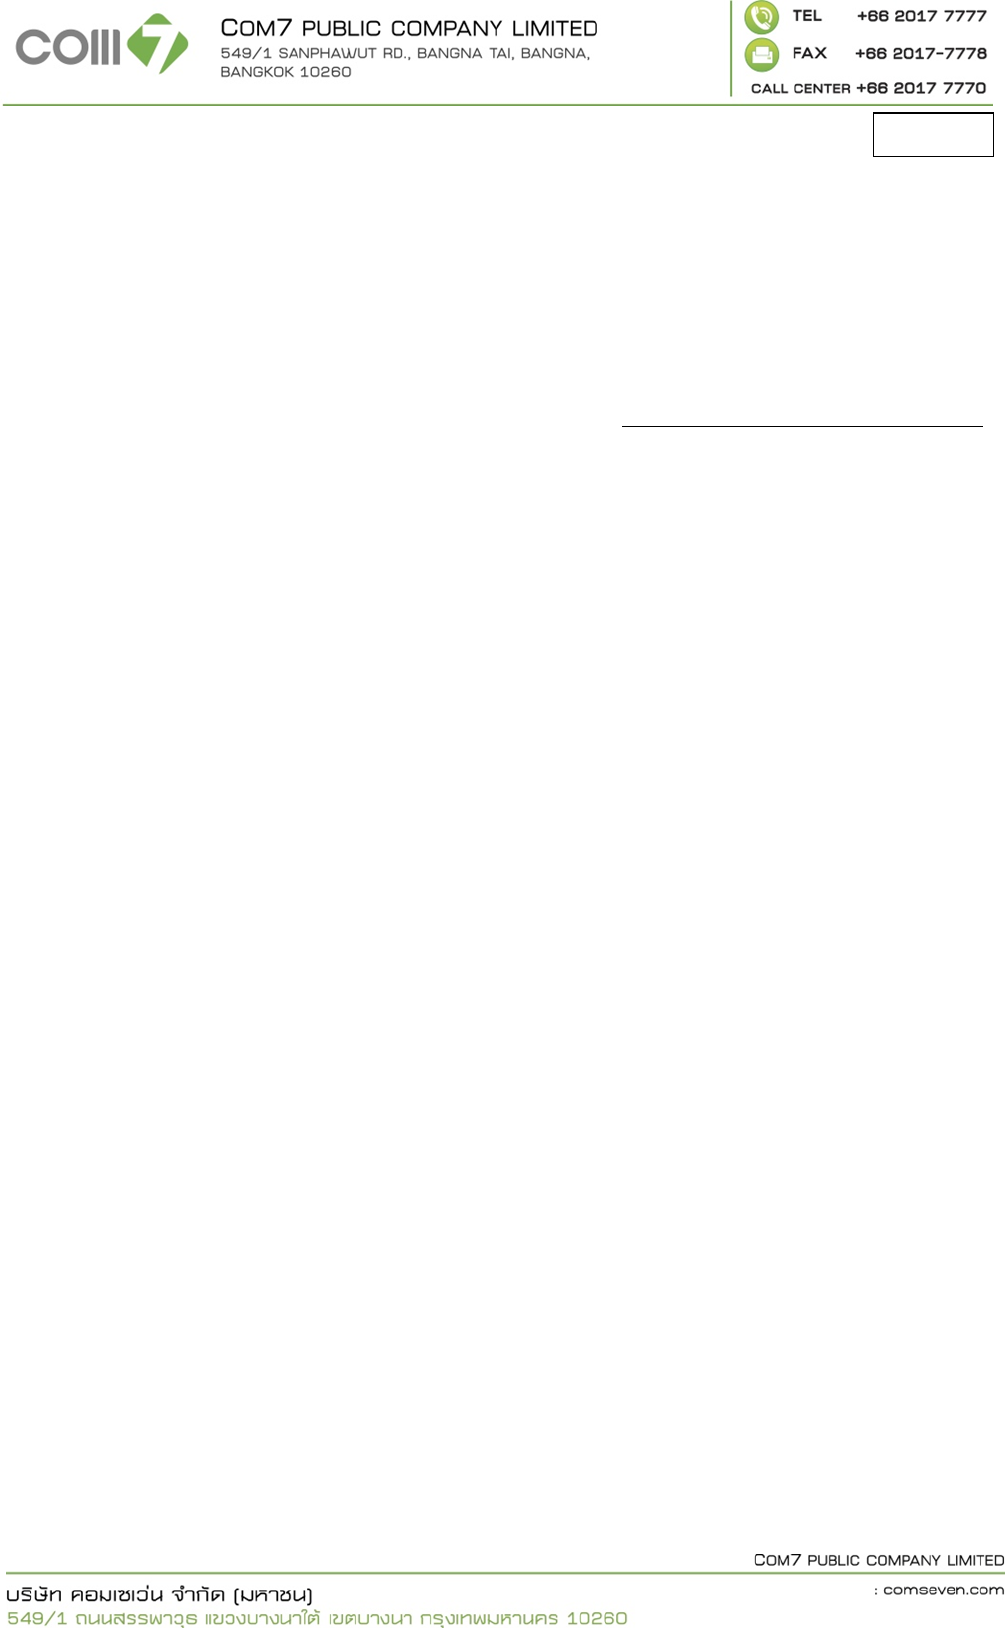 com7
COM7 PUBLIC COMPANY LIMITED
549/1 SANPHAWUT RD., BANGNA TAI, BANGNA,
BANGKOK 10260
TEL +66 2017 7777
FAX +66 2017-7778
CALL CENTER +66 2017 7770
COM7 PUBLIC COMPANY LIMITED
: comseven.com
บริษัท คอมเซเว่น จำกัด (มหาชน)
549/1 ถนนสรรพาวุธ แขวงบางนาใต้ เขตบางนา กรุงเทพมหานคร 10260